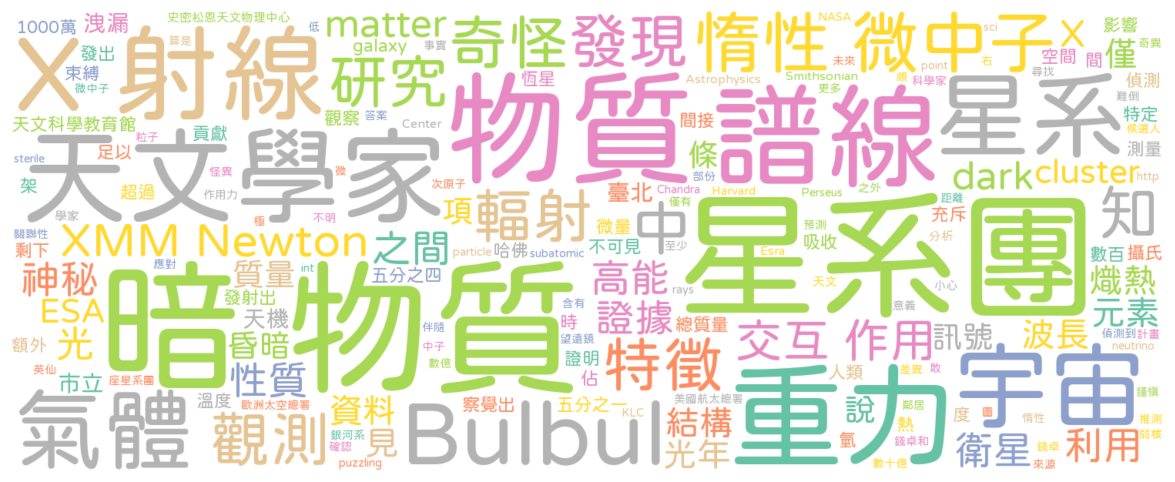 史密松恩天文物理中心
低
NASA
sci
影響
1000萬
洩漏
matter
奇怪
發現
惰性 微中子
X
奇異
galaxy
事實
算是
發出
束縛
微中子
X 射線
研究
恆星
Smithsonian
未來
point
右
空間
間
僅
Astrophysics
更多
頗
科學家
尋找
偵測
難倒
天文科學教育館
觀察
答案
物質
譜線
星系
特定
候選人
貢獻
粒子
Center
間接
條
測量
天文學家
sterile
足以
怪異
微
次原子
部份
dark
cluster
http
架
超過
作用力
臺北
Chandra
Harvard
Perseus
之外
距離
學家
極
不明
項
輻射
微量
中
僅有
預測
充斥
知
關聯性
XMM Newton
之間
哈佛
不可見
至少
吸收
分析
剩下
particle
subatomic
Esra
星系團
數百
攝氏
神秘
應對
質量
int
五分之四
高能
rays
天文
小心
熾熱
ESA
發射出
暗物質
含有
時
證據
總質量
意義
元素
額外
光
天機
昏暗
伴隨
望遠鏡
特徵
交互 作用
訊號
波長
偵測到
計畫
中子
證明
neutrino
英仙
座星系團
數億
佔
人類
差異
敢
宇宙
市立
性質
溫度
歐洲太空總署
資料
察覺出
五分之一
美國航太總署
重力
說
鄰居
度
圖
惰性
謹慎
氣體
觀測
銀河系
確認
見
Bulbul
KLC
結構
熱
推測
puzzling
光年
氫
錢卓和
數十億
衛星
錢卓
利用
弱核
來源